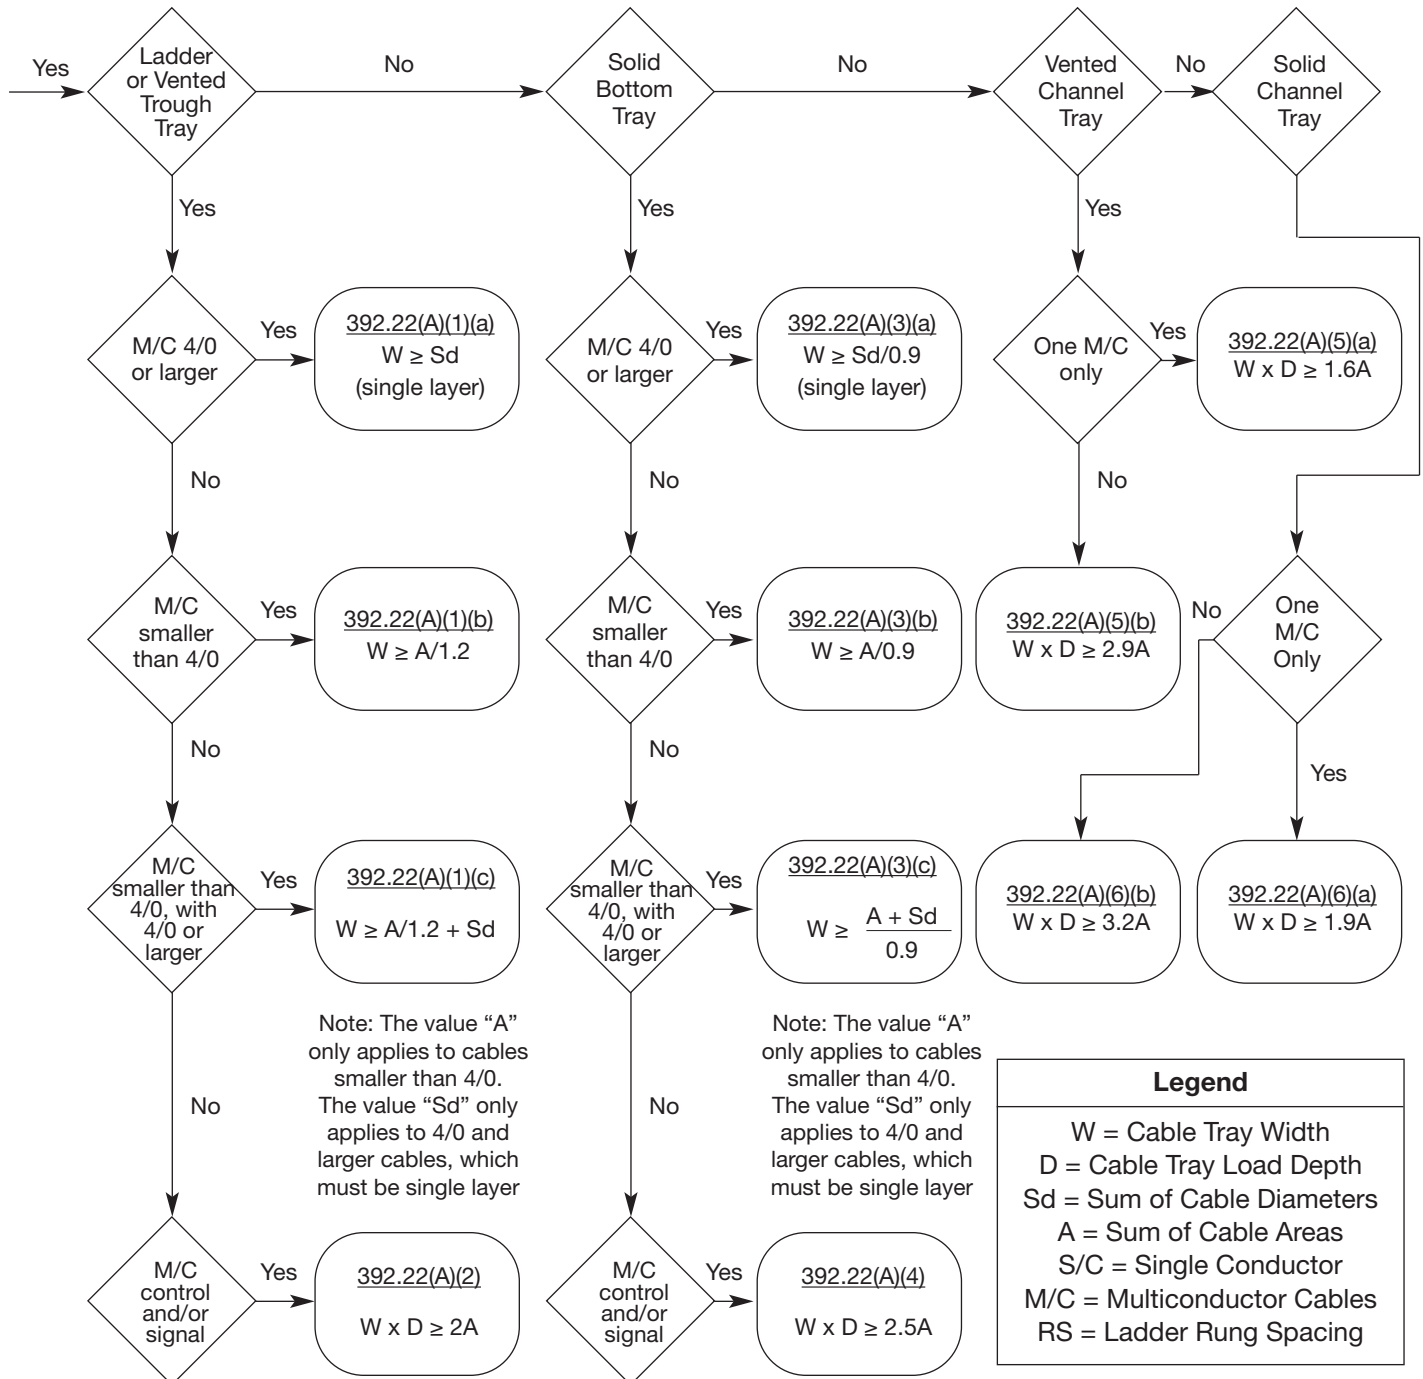 Yes
Ladder
or Vented
Trough
Tray
No
Solid
Bottom
Tray
No
Vented
Channel
Tray
No
Solid
Channel
Tray
Yes
Yes
Yes
M/C 4/0
or larger
Yes
392.22(A)(1)(a)
W ≥ Sd
(single layer)
M/C 4/0
or larger
Yes
392.22(A)(3)(a)
W ≥ Sd/0.9
(single layer)
One M/C
only
Yes
392.22(A)(5)(a)
W x D ≥ 1.6A
No
No
No
M/C
smaller
than 4/0
Yes
392.22(A)(1)(b)
W ≥ A/1.2
M/C
smaller
than 4/0
Yes
392.22(A)(3)(b)
W ≥ A/0.9
392.22(A)(5)(b)
W x D ≥ 2.9A
No
One
M/C
Only
No
No
Yes
M/C
smaller than
4/0, with
4/0 or
larger
Yes
392.22(A)(1)(c)
W ≥ A/1.2 + Sd
M/C
smaller than
4/0, with
4/0 or
larger
Yes
392.22(A)(3)(c)
W ≥ A + Sd
0.9
392.22(A)(6)(b)
W x D ≥ 3.2A
392.22(A)(6)(a)
W x D ≥ 1.9A
No
Note: The value “A”
only applies to cables
smaller than 4/0.
The value “Sd” only
applies to 4/0 and
larger cables, which
must be single layer
No
Note: The value “A”
only applies to cables
smaller than 4/0.
The value “Sd” only
applies to 4/0 and
larger cables, which
must be single layer
Legend
W = Cable Tray Width
D = Cable Tray Load Depth
Sd = Sum of Cable Diameters
A = Sum of Cable Areas
S/C = Single Conductor
M/C = Multiconductor Cables
RS = Ladder Rung Spacing
M/C
control
and/or
signal
Yes
392.22(A)(2)
W x D ≥ 2A
M/C
control
and/or
signal
Yes
392.22(A)(4)
W x D ≥ 2.5A